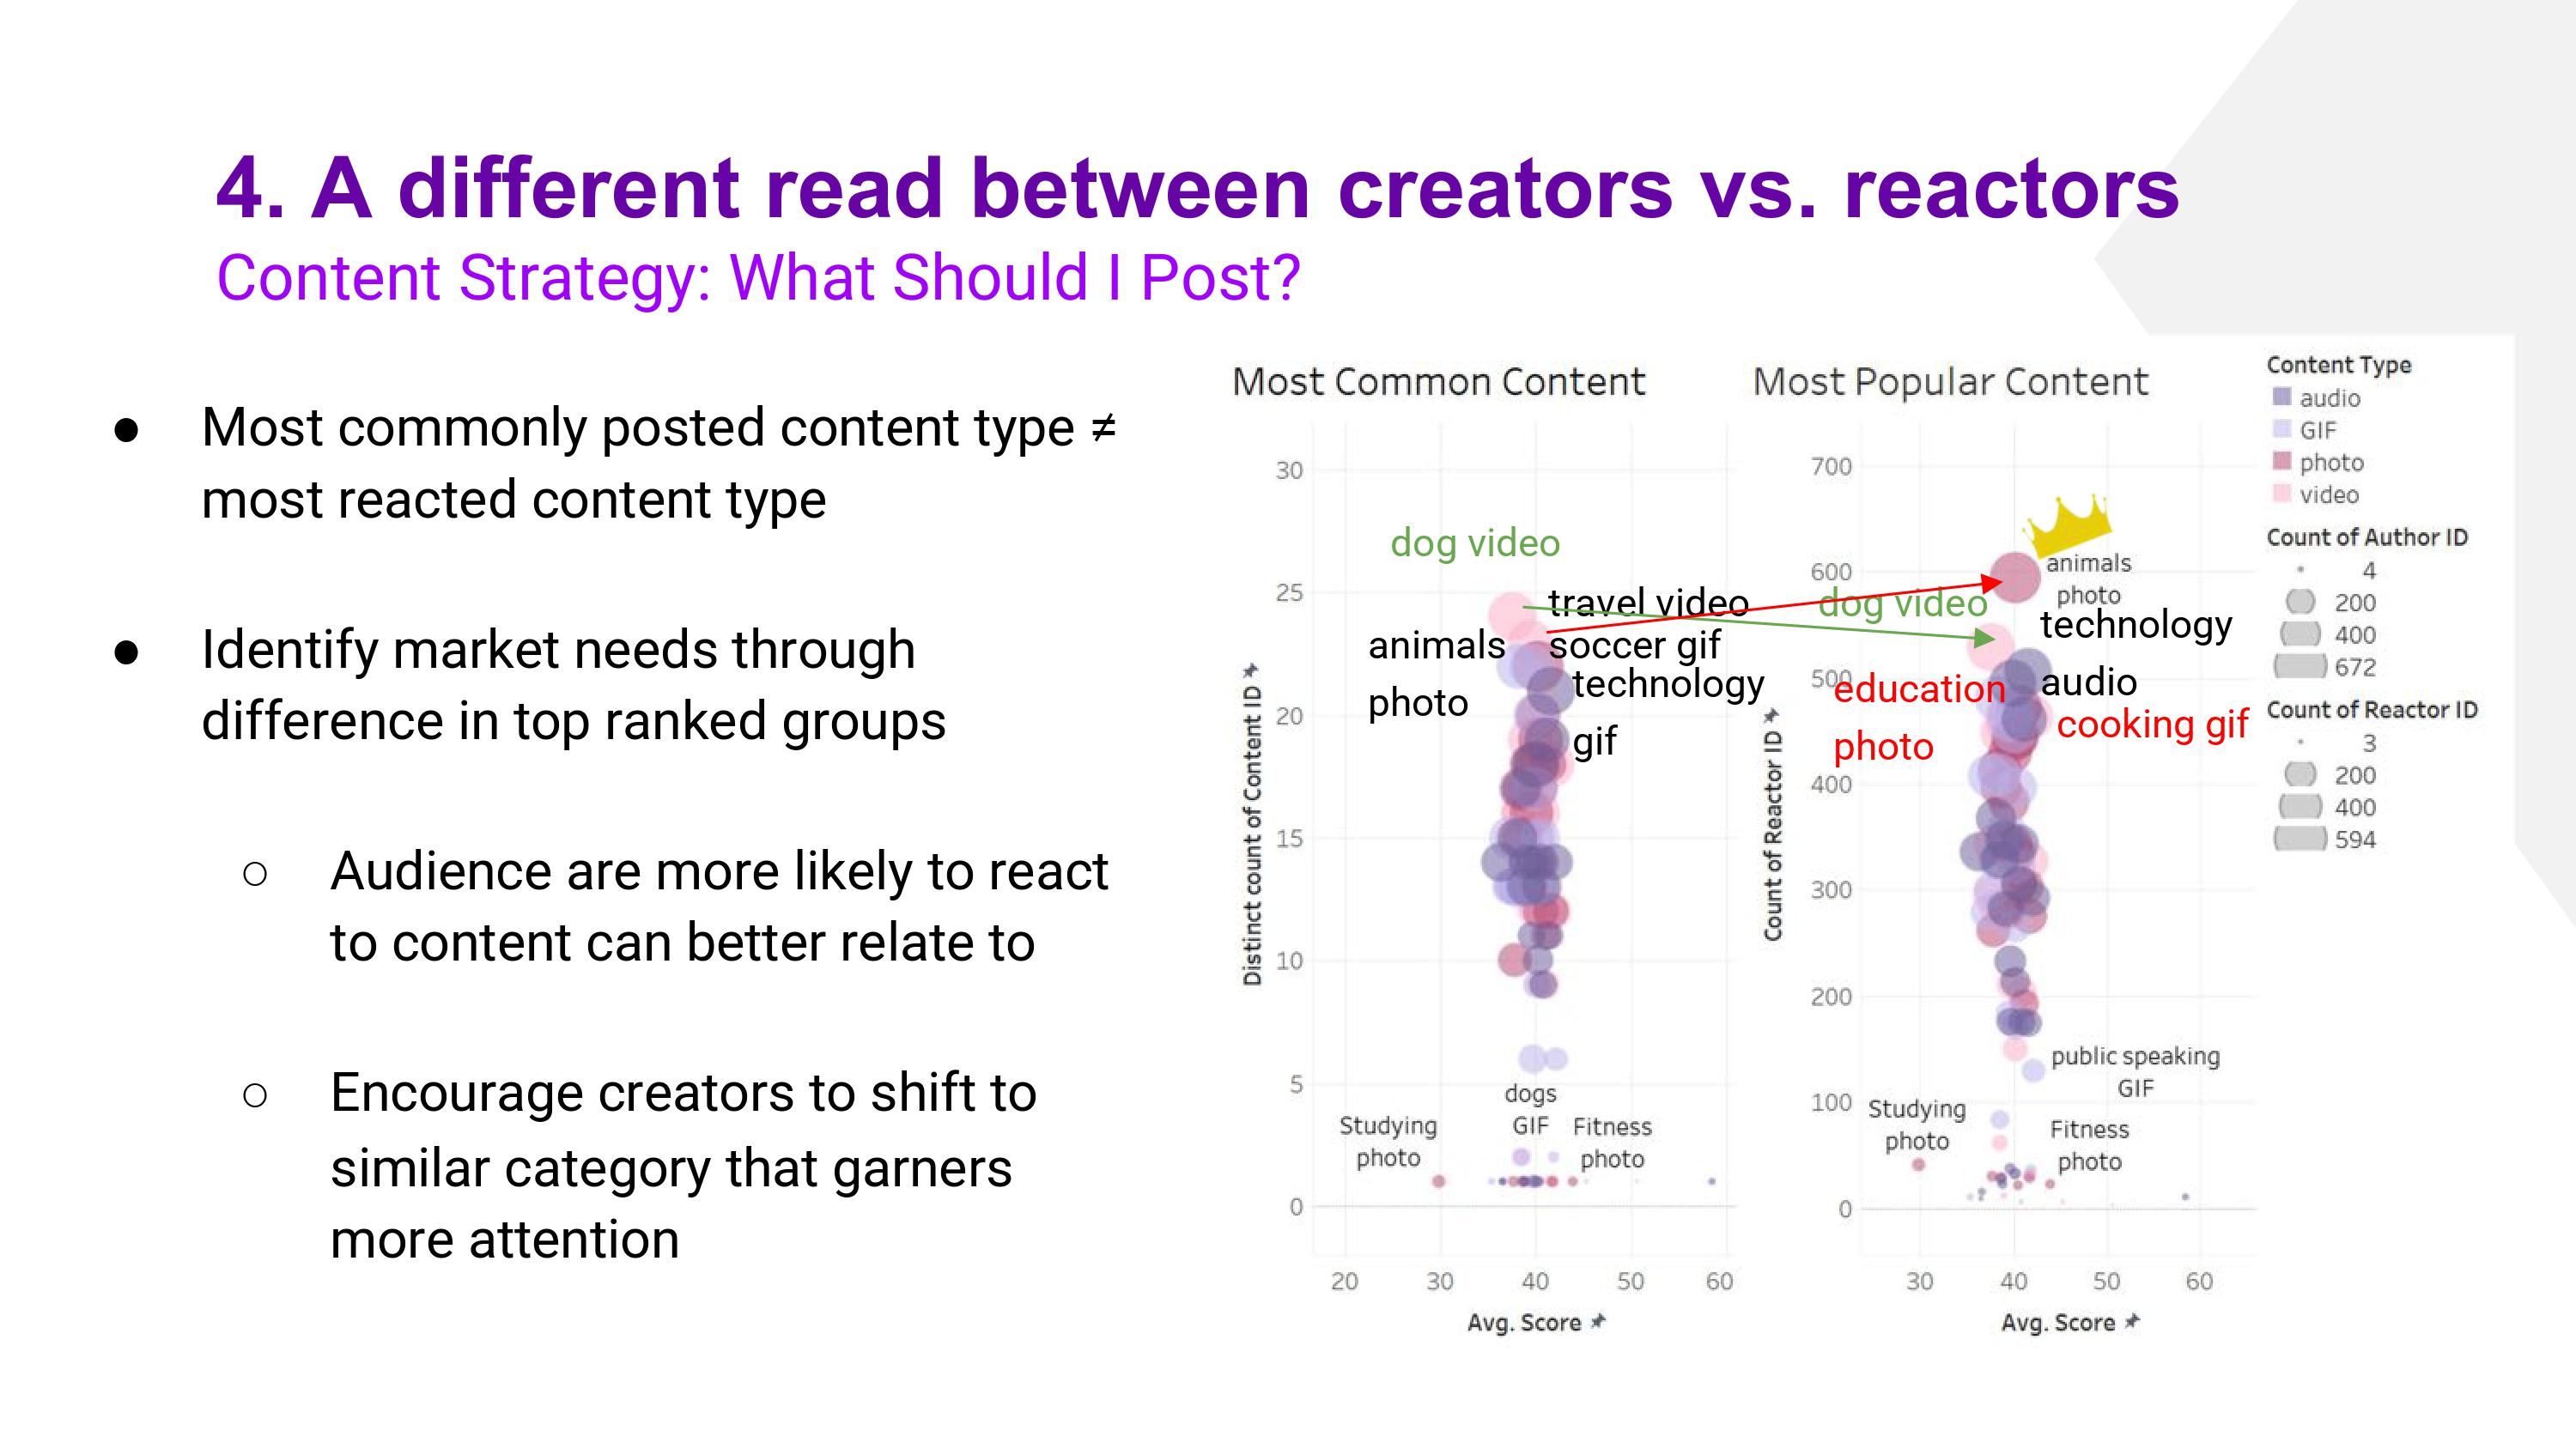 4. A different read between creators vs. reactors
Content Strategy: What Should I Post?
● Most commonly posted content type ≠
most reacted content type
● Identify market needs through
difference in top ranked groups
○ Audience are more likely to react
to content can better relate to
○ Encourage creators to shift to
similar category that garners
more attention
Most Common Content
Distinct count of Content ID
30
25
20
15
10
5
0
dog video
travel video
animals
photo
soccer gif
technology
gif
dogs
GIF
Studying
photo
Fitness
photo
20 30 40 50 60
Avg. Score
Most Popular Content
Count of Reactor ID
700
600
500
400
300
200
100
0
animals
photo
dog video
technology
audio
education
photo
cooking gif
public speaking
GIF
Studying
photo
Fitness
photo
30 40 50 60
Avg. Score
Content Type
audio
GIF
photo
video
Count of Author ID
4
200
400
672
Count of Reactor ID
3
200
400
594